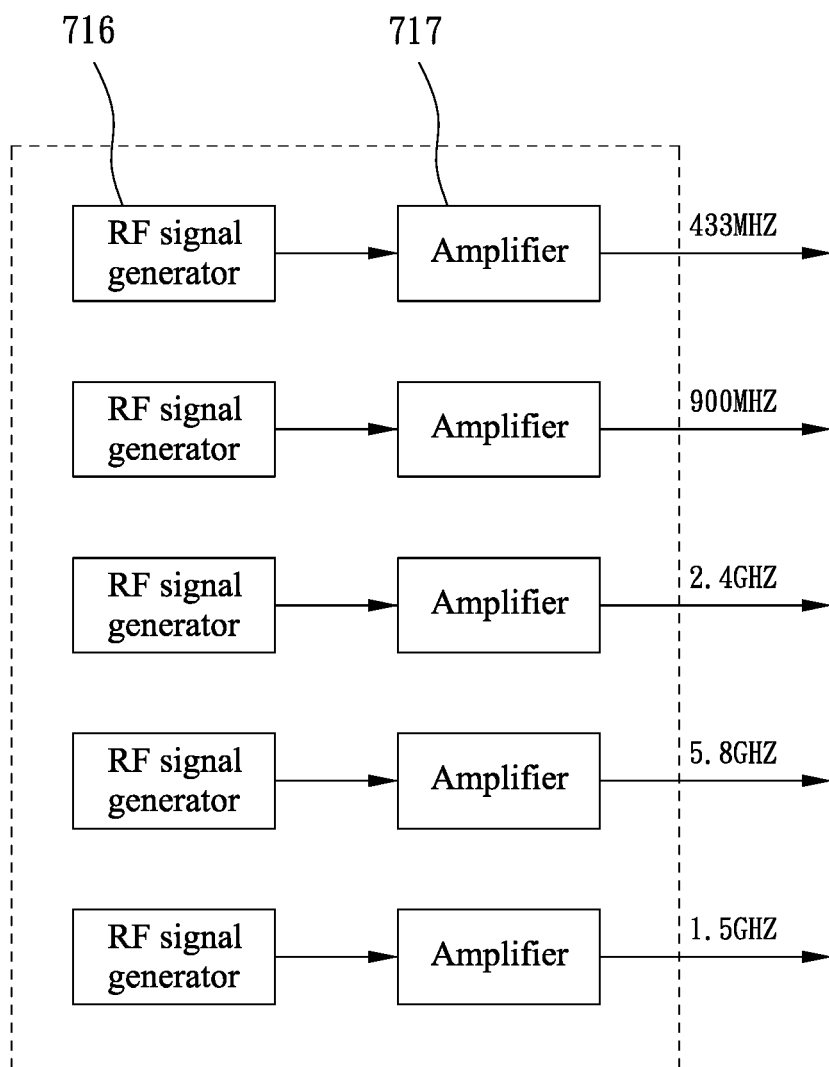 716
717
RF signal
generator
Amplifier
433MHZ
RF signal
generator
Amplifier
900MHZ
RF signal
generator
Amplifier
2.4GHZ
RF signal
generator
Amplifier
5.8GHZ
RF signal
generator
Amplifier
1.5GHZ